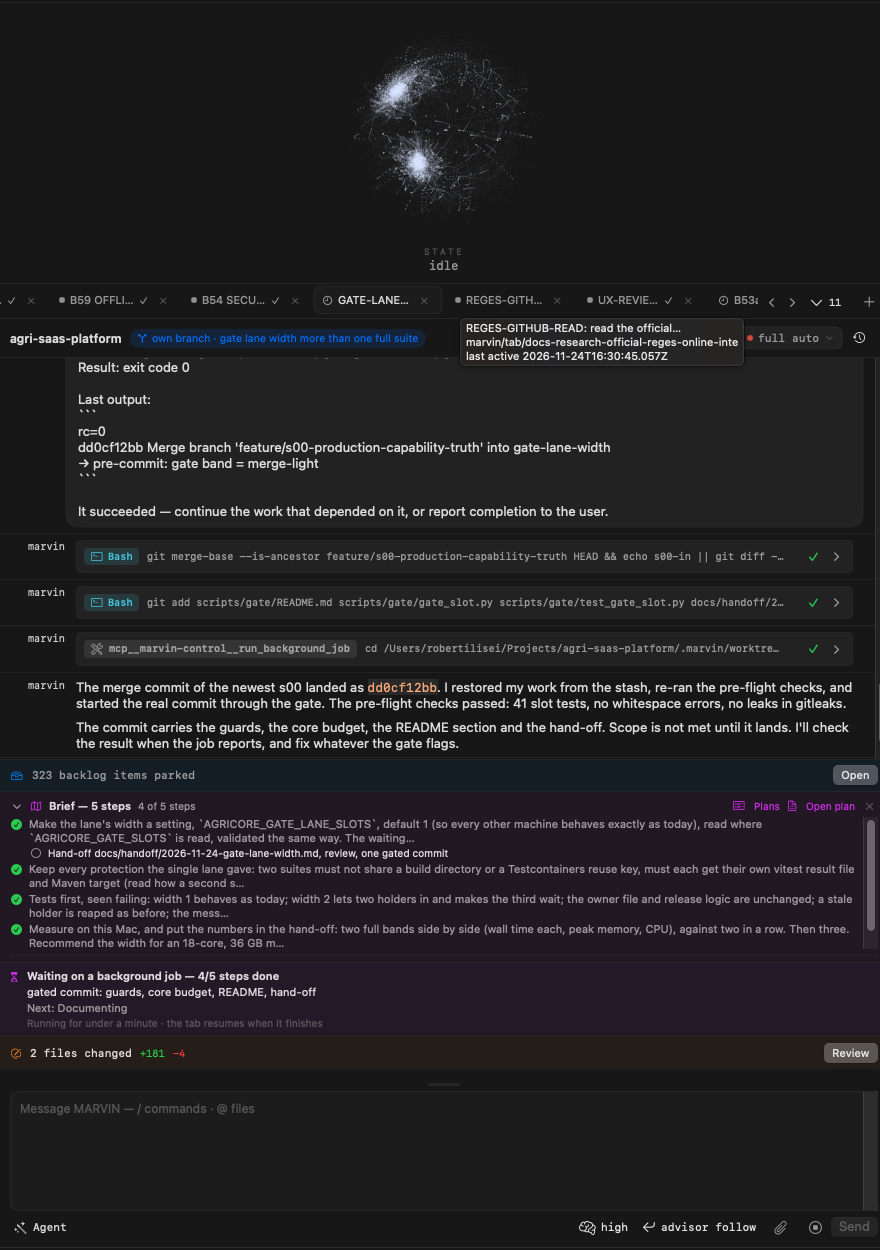 STATE
idle
B59 OFFLI...
B54 SECU...
GATE-LANE...
REGES-GITH...
UX-REVIE...
B53
11
agri-saas-platform
own branch · gate lane width more than one full suite
REGES-GITHUB-READ: read the official...
marvin/tab/docs-research-official-reges-online-inte
last active 2026-11-24T16:30:45.057Z
full auto
Result: exit code 0
Last output:
```
rc=0
dd0cf12bb Merge branch 'feature/s00-production-capability-truth' into gate-lane-width
→ pre-commit: gate band = merge-light
```
It succeeded — continue the work that depended on it, or report completion to the user.
marvin
Bash git merge-base --is-ancestor feature/s00-production-capability-truth HEAD && echo s00-in || git diff -…
marvin
Bash git add scripts/gate/README.md scripts/gate/gate_slot.py scripts/gate/test_gate_slot.py docs/handoff/2…
marvin
mcp__marvin-control__run_background_job cd /Users/robertilisei/Projects/agri-saas-platform/.marvin/worktre…
marvin
The merge commit of the newest s00 landed as dd0cf12bb. I restored my work from the stash, re-ran the pre-flight checks, and
started the real commit through the gate. The pre-flight checks passed: 41 slot tests, no whitespace errors, no leaks in gitleaks.
The commit carries the guards, the core budget, the README section and the hand-off. Scope is not met until it lands. I'll check
the result when the job reports, and fix whatever the gate flags.
323 backlog items parked
Open
Brief — 5 steps 4 of 5 steps
Plans
Open plan
Make the lane's width a setting, `AGRICORE_GATE_LANE_SLOTS`, default 1 (so every other machine behaves exactly as today), read where
`AGRICORE_GATE_SLOTS` is read, validated the same way. The waiting...
Hand-off docs/handoff/2026-11-24-gate-lane-width.md, review, one gated commit
Keep every protection the single lane gave: two suites must not share a build directory or a Testcontainers reuse key, must each get their own vitest result file
and Maven target (read how a second s...
Tests first, seen failing: width 1 behaves as today; width 2 lets two holders in and makes the third wait; the owner file and release logic are unchanged; a stale
holder is reaped as before; the mess...
Measure on this Mac, and put the numbers in the hand-off: two full bands side by side (wall time each, peak memory, CPU), against two in a row. Then three.
Recommend the width for an 18-core, 36 GB m...
Waiting on a background job — 4/5 steps done
gated commit: guards, core budget, README, hand-off
Next: Documenting
Running for under a minute · the tab resumes when it finishes
2 files changed +181 -4
Review
Message MARVIN — / commands · @ files
Agent
high
advisor follow
Send